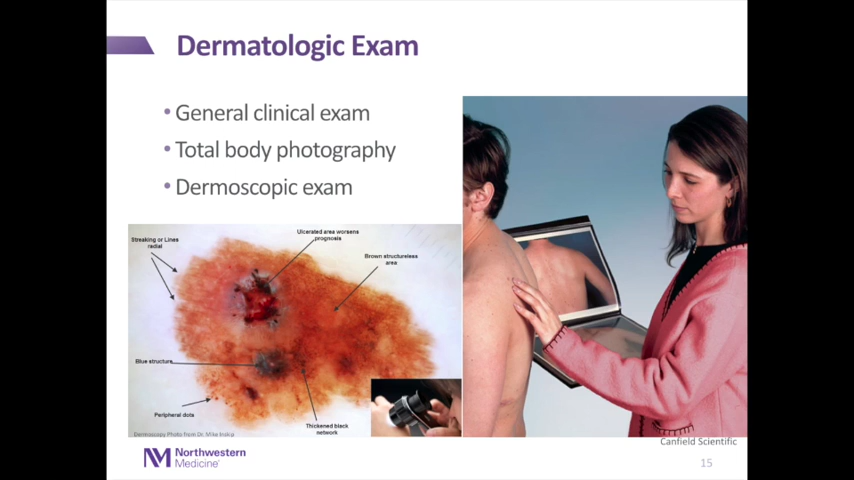 Dermatologic Exam
• General clinical exam
• Total body photography
• Dermoscopic exam
Streaking or Lines
radial
Ulcerated area worsens
prognosis
Brown structureless
area
Blue structure
Peripheral dots
Thickened black
network
Dermoscopy Photo from Dr. Mike Inskip
Canfield Scientific
Northwestern
Medicine
15